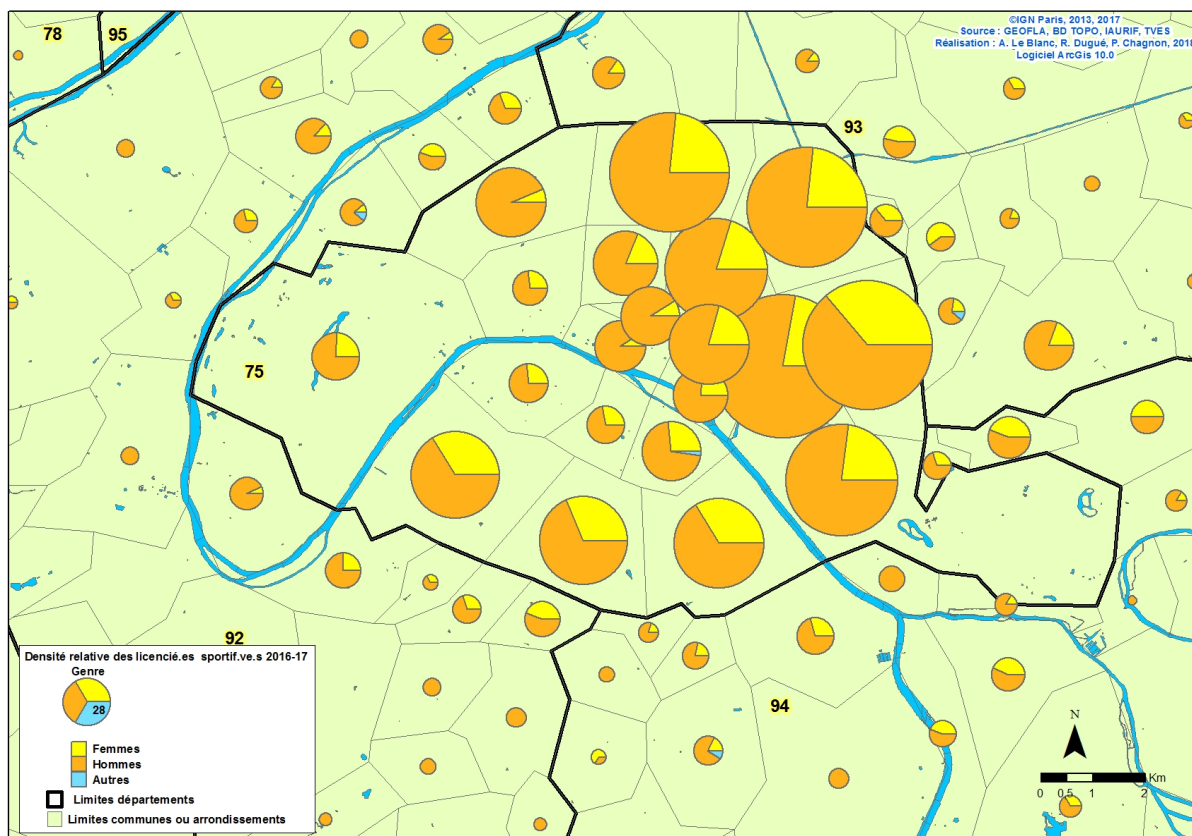 78
95
©IGN Paris, 2013, 2017
Source : GEOFLA, BD TOPO, IAURIF, TVES
Réalisation : A. Le Blanc, R. Dugué, P. Chagnon, 2018
Logiciel ArcGis 10.0
93
75
92
94
Densité relative des licencié.es sportif.ve.s 2016-17
Genre
28
Femmes
Hommes
Autres
Limites départements
Limites communes ou arrondissements
N
Km
0 0,5 1 2